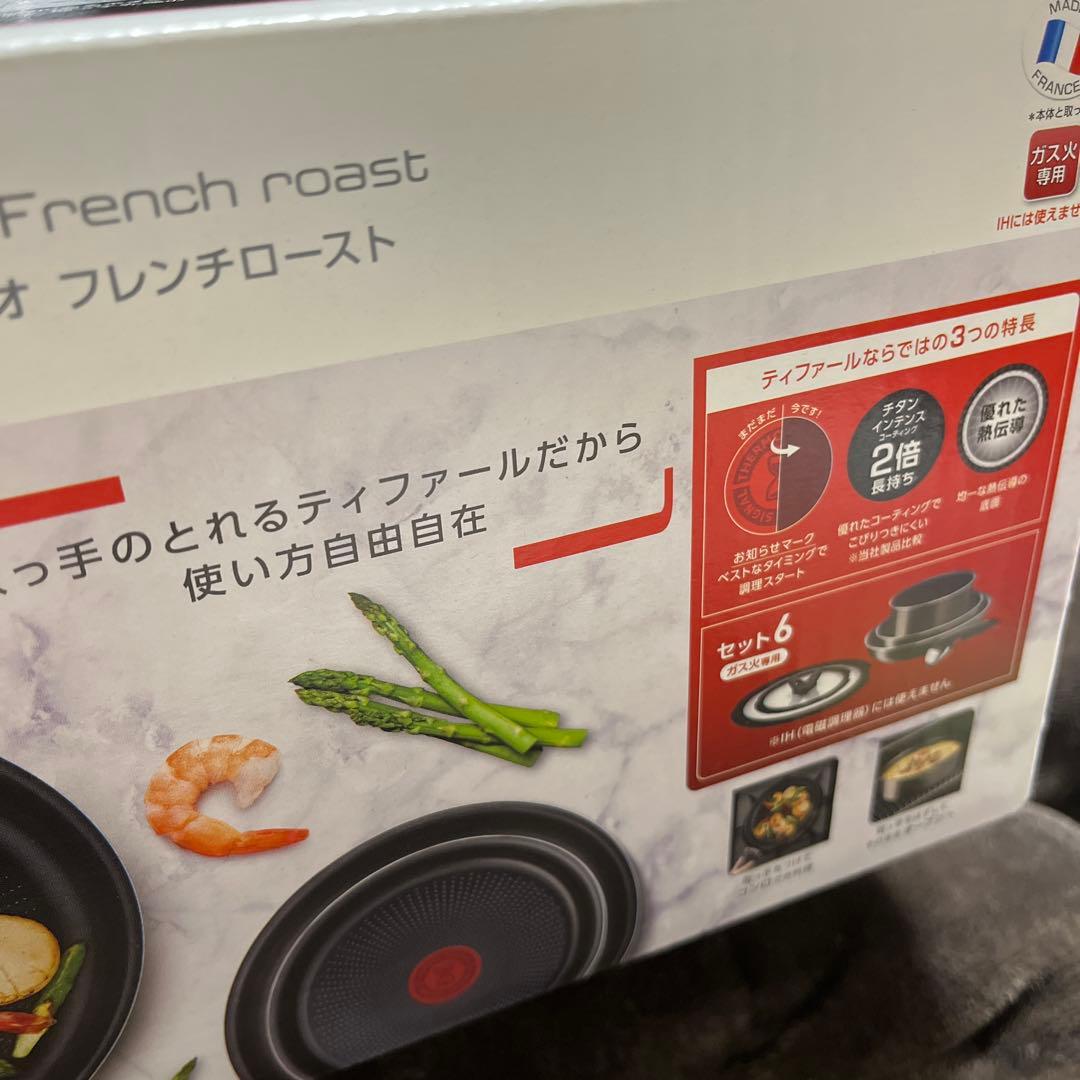 French roast
オ フレンチロースト
MADE
FRANCE
*本体と取っ
ガス火
専用
IHには使えませ
っ手のとれるティファールだから
使い方自由自在
ティファールならではの3つの特長
まだまだ 今です!
SIGNAL THERMO
お知らせマーク
ベストなタイミングで
調理スタート
チタン
インテンス
コーティング
2倍
長持ち
優れたコーティングで
こびりつきにくい
※当社製品比較
優れた
熱伝導
均一な熱伝導の
底面
セット6
ガス火専用
※IH(電磁調理器)には使えません